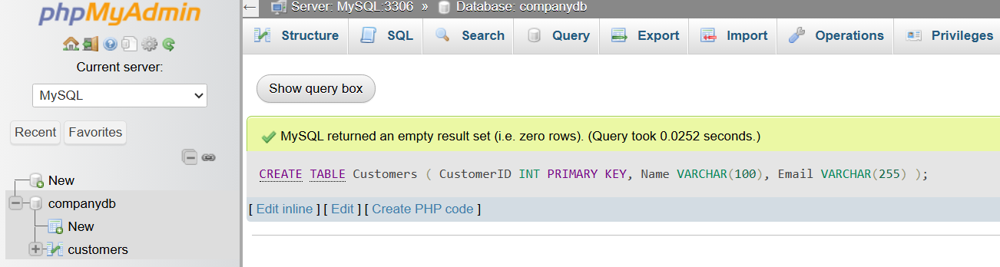 phpMyAdmin
Current server:
MySQL
Recent
Favorites
New
companydb
New
customers
Server: MySQL:3306 » Database: companydb
Structure
SQL
Search
Query
Export
Import
Operations
Privileges
Show query box
MySQL returned an empty result set (i.e. zero rows). (Query took 0.0252 seconds.)
CREATE TABLE Customers ( CustomerID INT PRIMARY KEY, Name VARCHAR(100), Email VARCHAR(255) );
[ Edit inline ] [ Edit ] [ Create PHP code ]